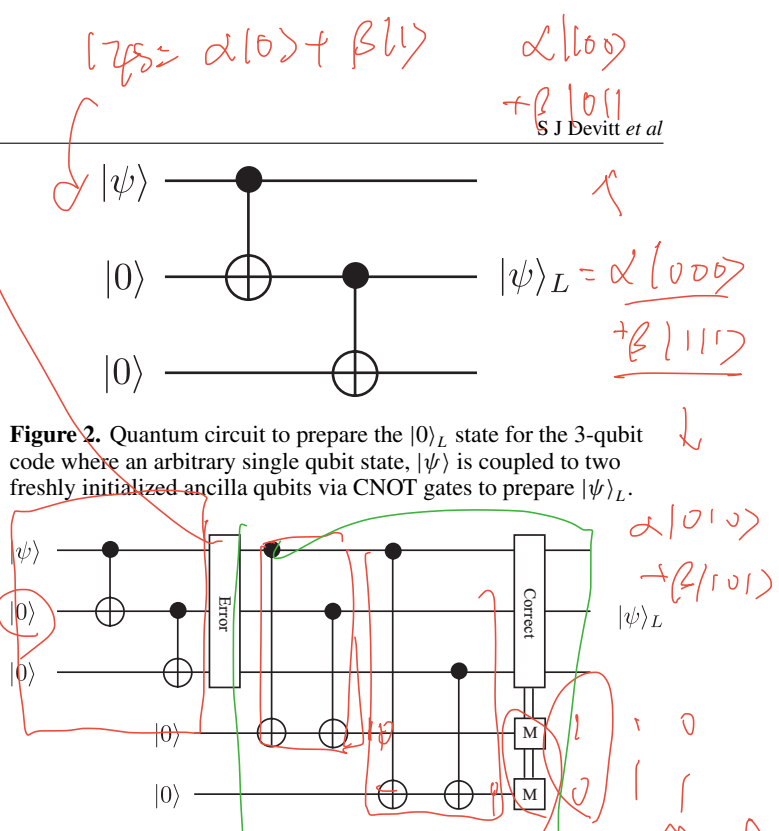 |ψ⟩= α|0⟩+ β|1⟩
α|100⟩
+β|011
S J Devitt et al
|ψ⟩
|0⟩
|ψ⟩L = α|000⟩
+β|111⟩
|0⟩
Figure 2. Quantum circuit to prepare the |0⟩L state for the 3-qubit
code where an arbitrary single qubit state, |ψ⟩ is coupled to two
freshly initialized ancilla qubits via CNOT gates to prepare |ψ⟩L.
α|010⟩
+β|101⟩
|ψ⟩
|0⟩
Error
Correct
|ψ⟩L
|0⟩
|0⟩
M
1 1 0
|0⟩
M
0 1 1